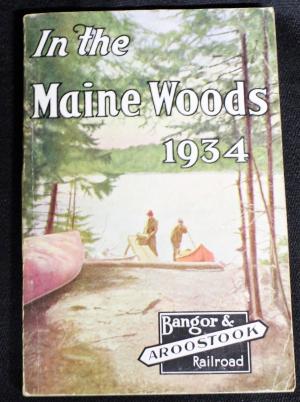 In the
Maine Woods
1934
Bangor &
AROOSTOOK
Railroad